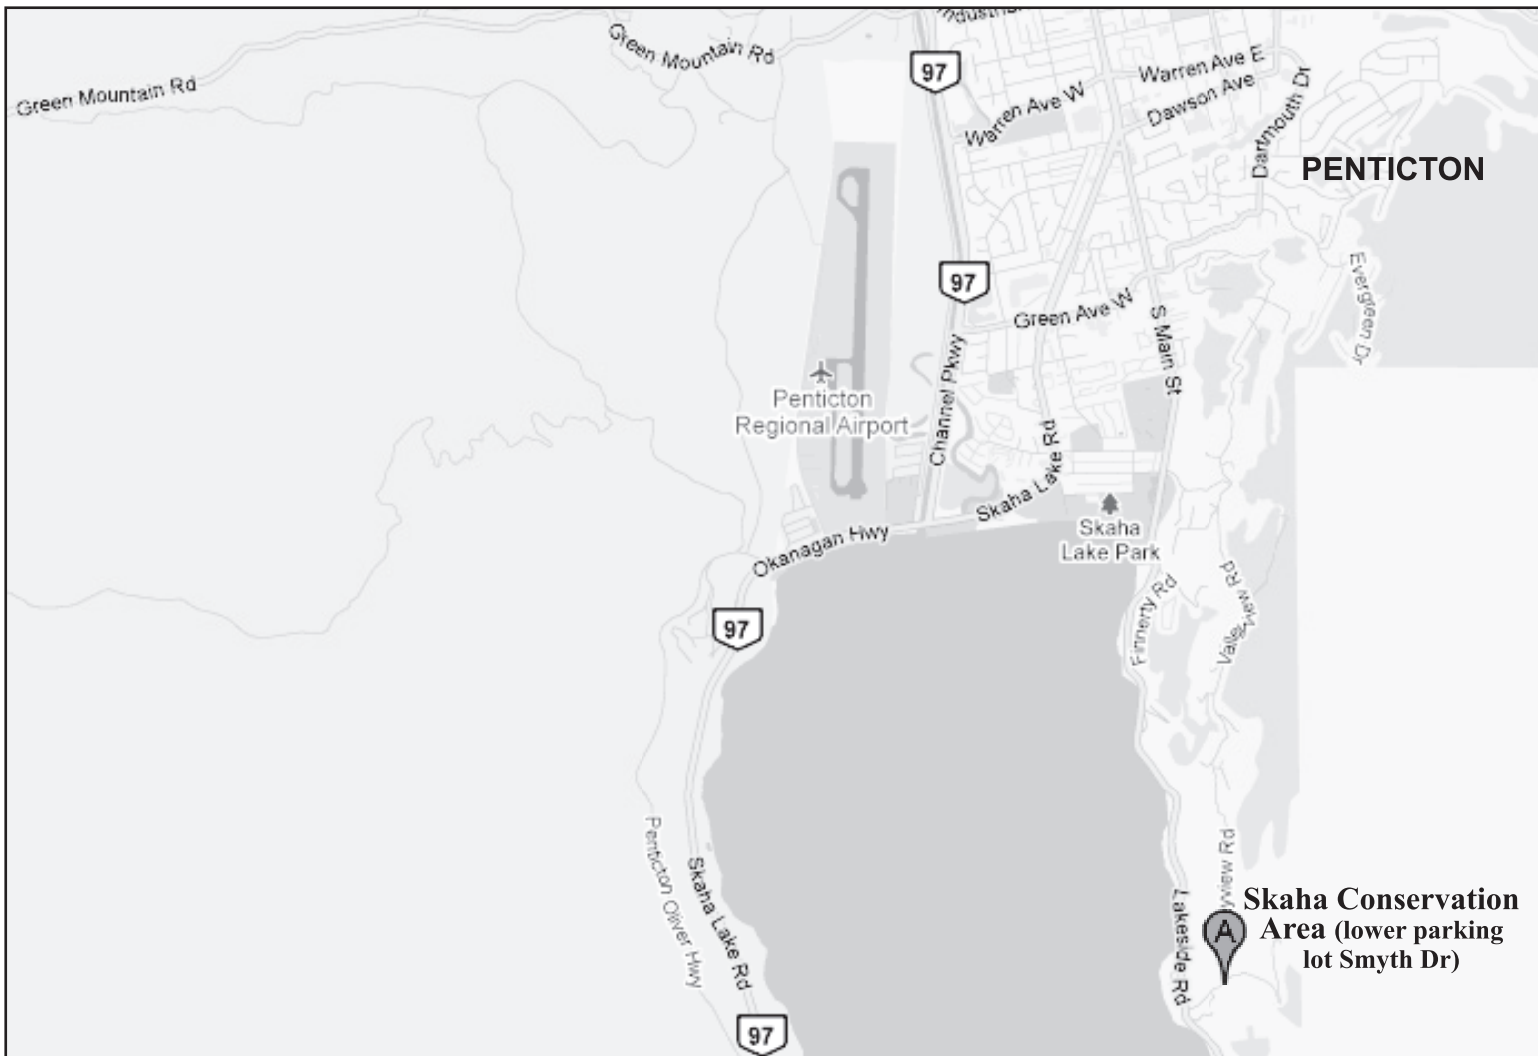 Industri
Green Mountain Rd
97
Warren Ave E
Green Mountain Rd
Warren Ave W
Dawson Ave
Dartmouth Dr
PENTICTON
97
Evergreen Dr
Green Ave W
S Main St
Channel Pkwy
Penticton
Regional Airport
Skaha Lake Rd
Skaha
Lake Park
Okanagan Hwy
Finnerty Rd
Valleyview Rd
97
Penticton Oliver Hwy
Skaha Lake Rd
yview Rd
Lakeside Rd
Skaha Conservation
Area (lower parking
lot Smyth Dr)
A
97